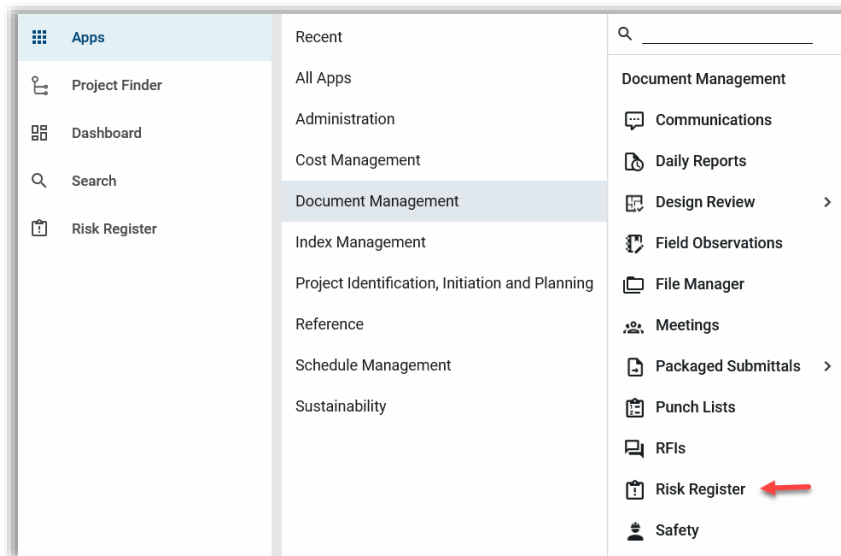 Apps
Project Finder
Dashboard
Search
Risk Register
Recent
All Apps
Administration
Cost Management
Document Management
Index Management
Project Identification, Initiation and Planning
Reference
Schedule Management
Sustainability
Document Management
Communications
Daily Reports
Design Review
Field Observations
File Manager
Meetings
Packaged Submittals
Punch Lists
RFIs
Risk Register
Safety